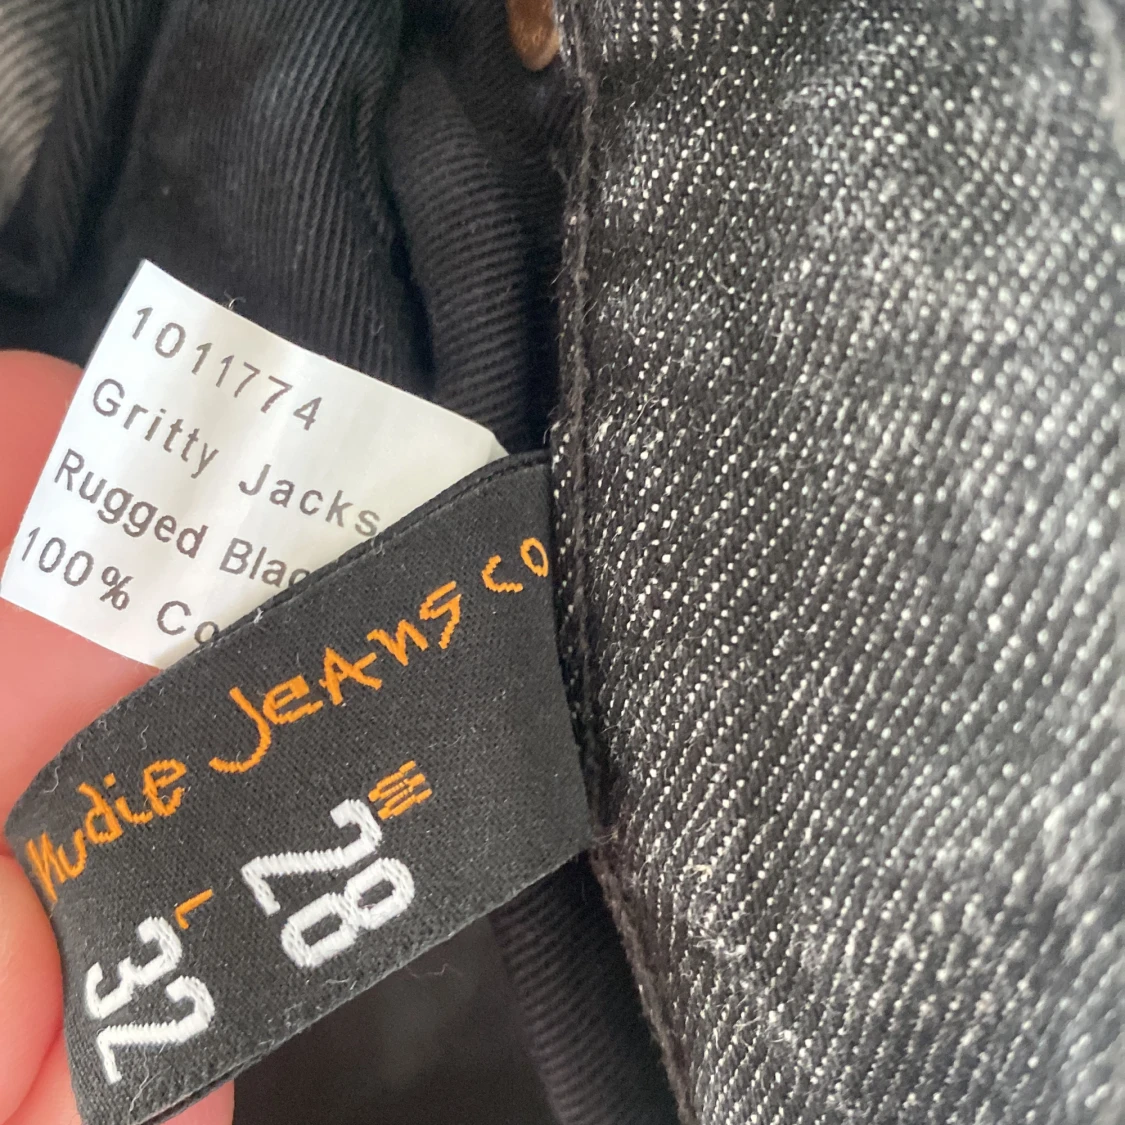 1011774
Gritty Jacks
Rugged Blac
100% Co
Nudie Jeans co
W 28
L 32